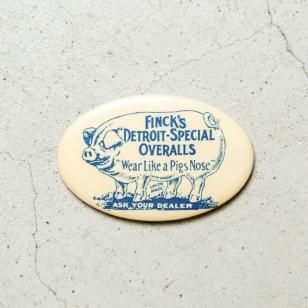 FINCK'S
"DETROIT-SPECIAL"
OVERALLS
"Wear Like a Pigs Nose"
ASK YOUR DEALER